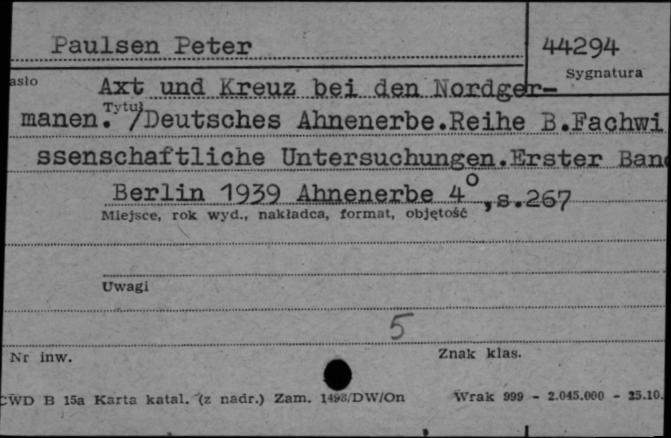 Paulsen Peter
44294
Sygnatura
asło
Axt und Kreuz bei den Nordger-
Tytuł
manen. /Deutsches Ahnenerbe.Reihe B.Fachwi
ssenschaftliche Untersuchungen.Erster Band
Berlin 1939 Ahnenerbe 4°,s.267
Miejsce, rok wyd., nakładca, format, objętość
Uwagi
5
Nr inw.
Znak klas.
CWD B 15a Karta katal. (z nadr.) Zam. 1498/DW/On
Wrak 999 - 2.045.000 - 25.10.